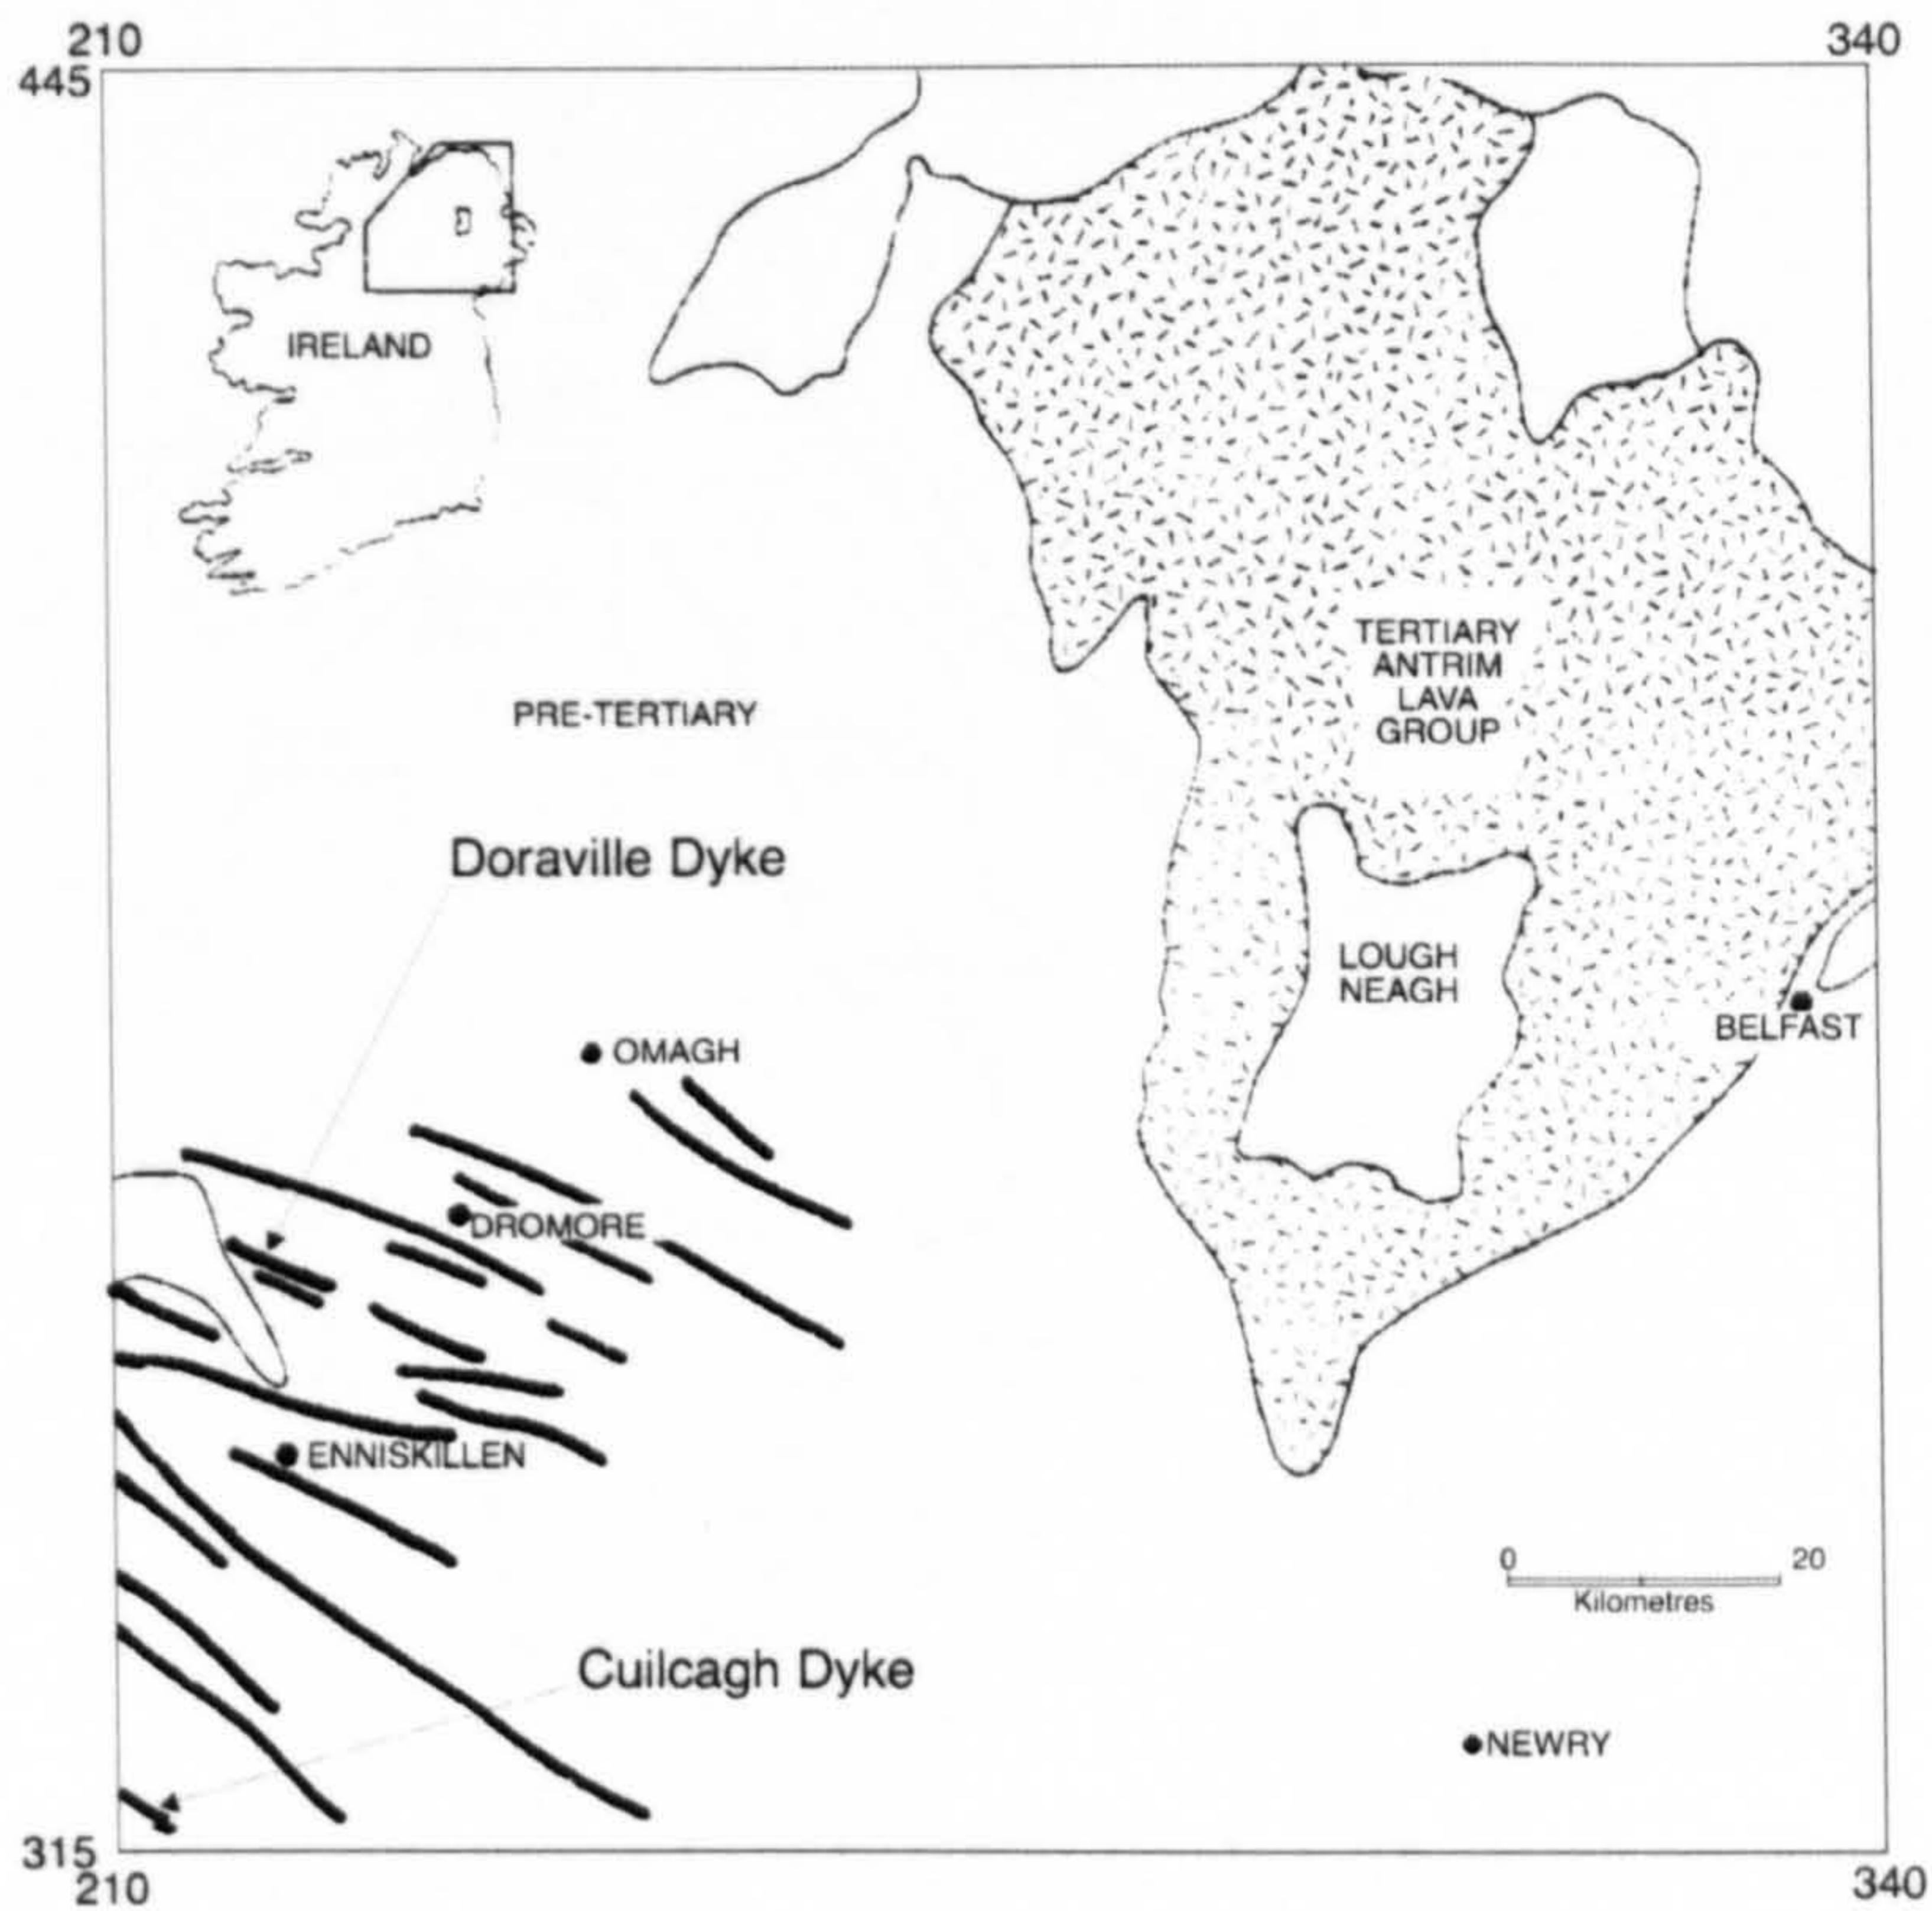 210
340
445
IRELAND
TERTIARY
ANTRIM
LAVA
GROUP
PRE-TERTIARY
Doraville Dyke
LOUGH
NEAGH
BELFAST
OMAGH
DROMORE
ENNISKILLEN
0 20
Kilometres
Cuilcagh Dyke
NEWRY
315
210
340